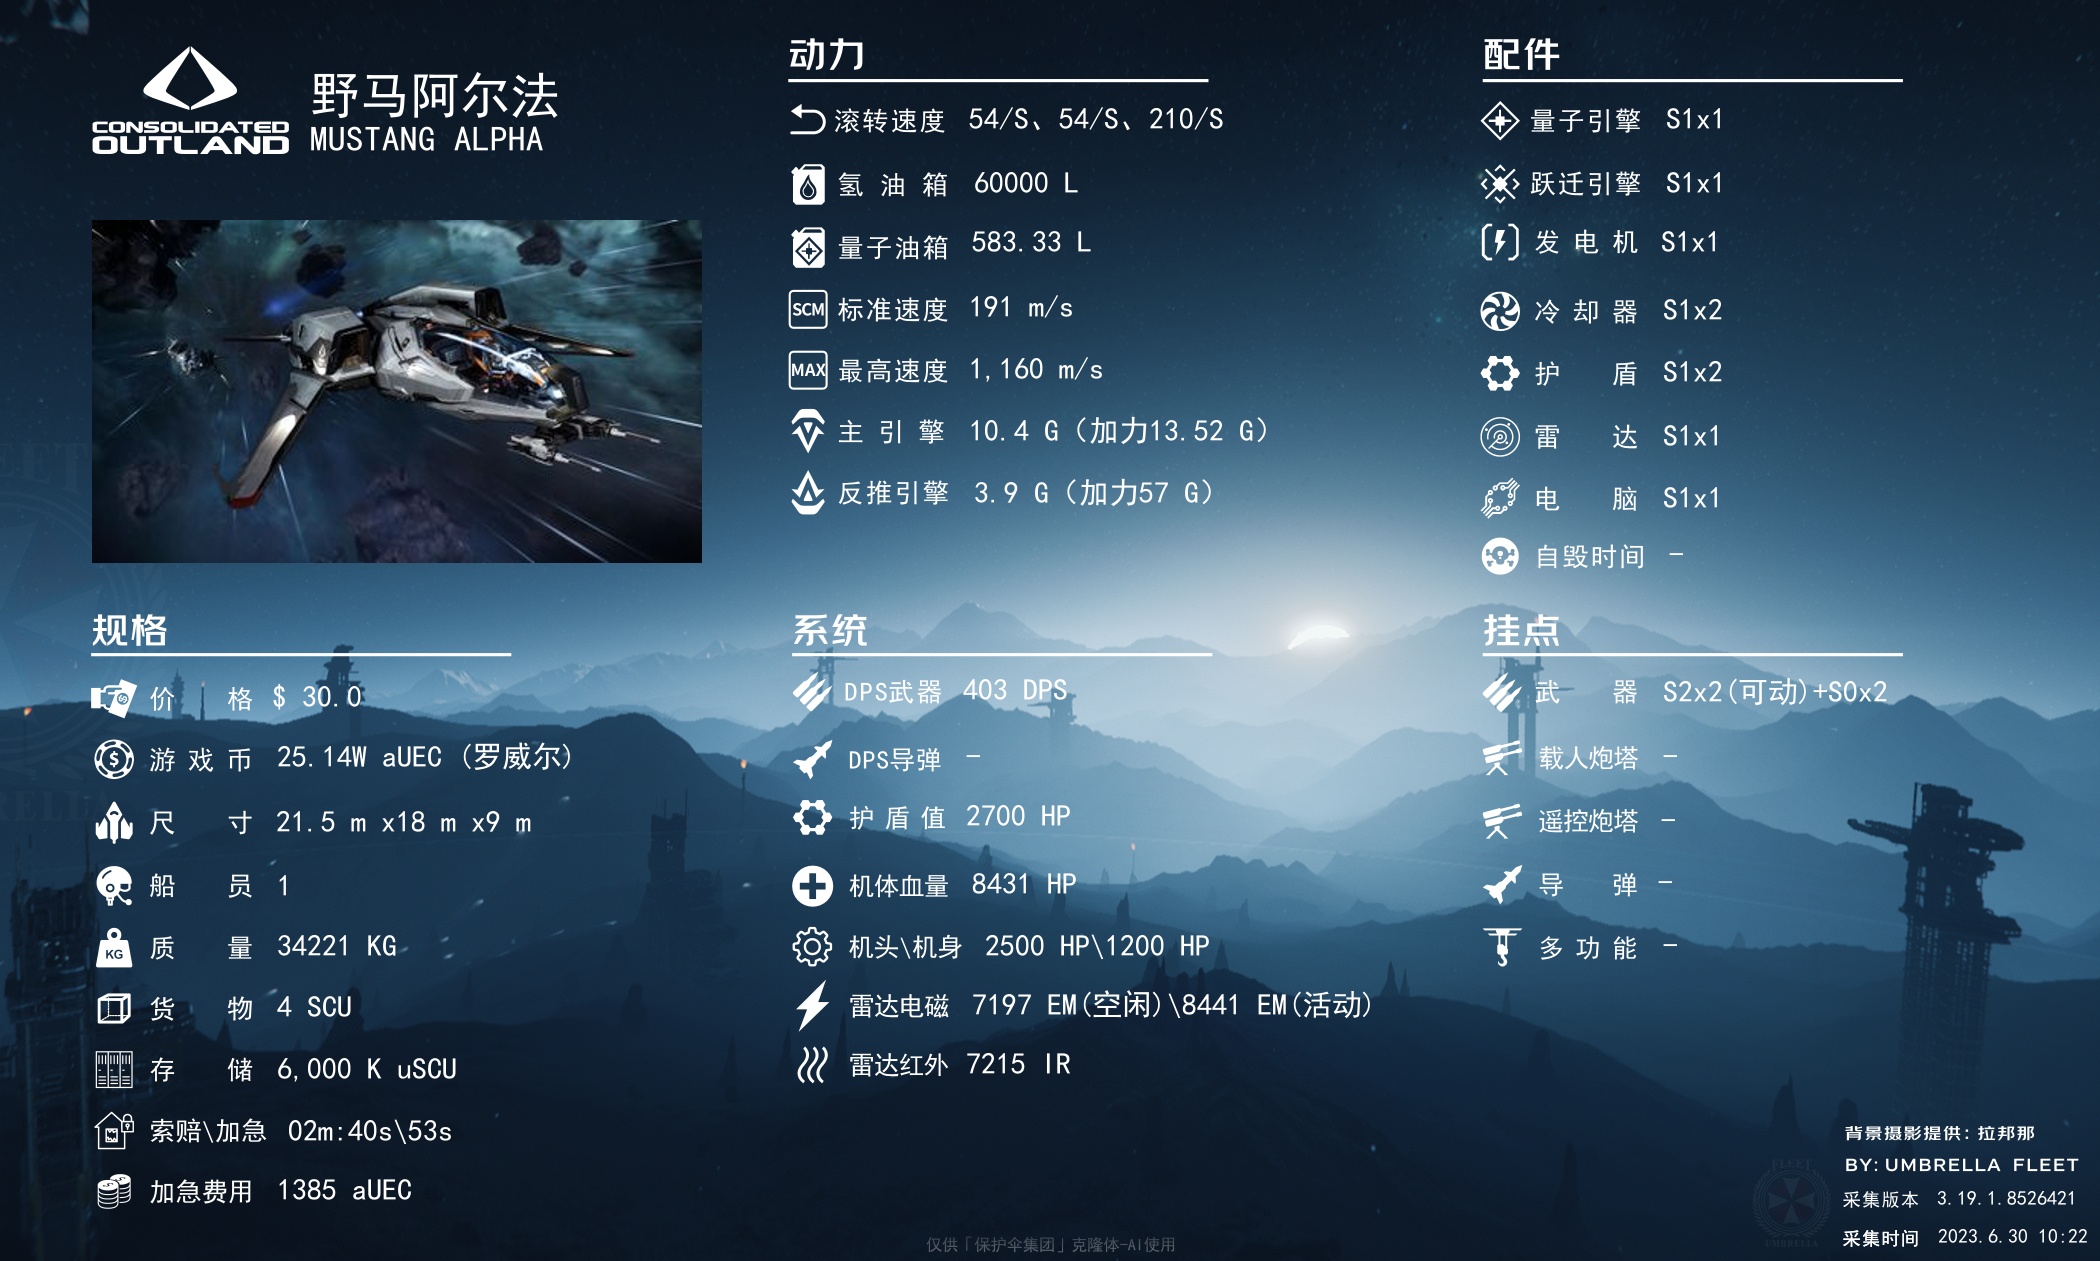 CONSOLIDATED
OUTLAND
野马阿尔法
MUSTANG ALPHA
动力
滚转速度 54/S、54/S、210/S
氢油箱 60000 L
量子油箱 583.33 L
SCM 标准速度 191 m/s
MAX 最高速度 1,160 m/s
主引擎 10.4 G（加力13.52 G）
反推引擎 3.9 G（加力57 G）
配件
量子引擎 S1x1
跃迁引擎 S1x1
发电机 S1x1
冷却器 S1x2
护盾 S1x2
雷达 S1x1
电脑 S1x1
自毁时间 -
规格
价格 $ 30.0
游戏币 25.14W aUEC (罗威尔)
尺寸 21.5 m x18 m x9 m
船员 1
KG 质量 34221 KG
货物 4 SCU
存储 6,000 K uSCU
索赔\加急 02m:40s\53s
加急费用 1385 aUEC
系统
DPS武器 403 DPS
DPS导弹 -
护盾值 2700 HP
机体血量 8431 HP
机头\机身 2500 HP\1200 HP
雷达电磁 7197 EM(空闲)\8441 EM(活动)
雷达红外 7215 IR
挂点
武器 S2x2(可动)+S0x2
载人炮塔 -
遥控炮塔 -
导弹 -
多功能 -
背景摄影提供：拉邦那
BY: UMBRELLA FLEET
采集版本 3.19.1.8526421
采集时间 2023.6.30 10:22
FLEET
UMBRELLA
仅供「保护伞集团」克隆体-AI使用